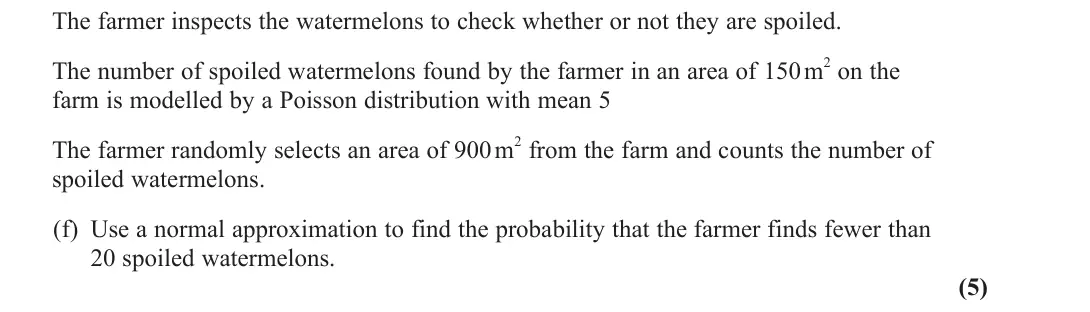 The farmer inspects the watermelons to check whether or not they are spoiled.
The number of spoiled watermelons found by the farmer in an area of 150 m² on the
farm is modelled by a Poisson distribution with mean 5
The farmer randomly selects an area of 900 m² from the farm and counts the number of
spoiled watermelons.
(f) Use a normal approximation to find the probability that the farmer finds fewer than
20 spoiled watermelons.
(5)